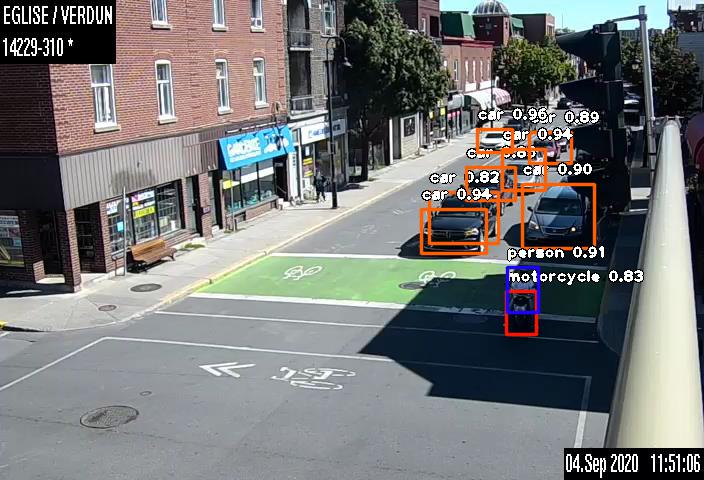 EGLISE / VERDUN
14229-310 *
car 0.96
car 0.89
car 0.94
car 0.90
car 0.82
car 0.94
person 0.91
motorcycle 0.83
04.Sep 2020 11:51:06